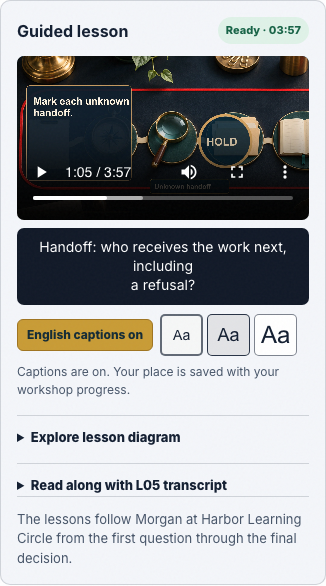 Guided lesson
Ready · 03:57
Mark each unknown
handoff.
HOLD
1:05 / 3:57
Unknown handoff
Handoff: who receives the work next,
including
a refusal?
English captions on
Aa
Aa
Aa
Captions are on. Your place is saved with your
workshop progress.
Explore lesson diagram
Read along with L05 transcript
The lessons follow Morgan at Harbor Learning
Circle from the first question through the final
decision.